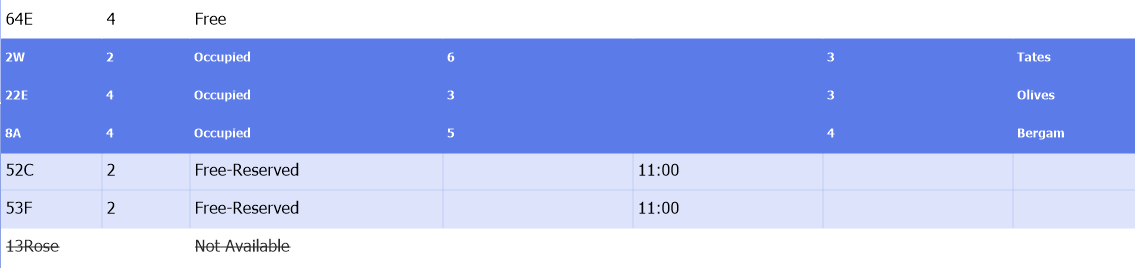 64E 4 Free
2W 2 Occupied 6 3 Tates
22E 4 Occupied 3 3 Olives
8A 4 Occupied 5 4 Bergam
52C 2 Free-Reserved 11:00
53F 2 Free-Reserved 11:00
13Rose Not Available